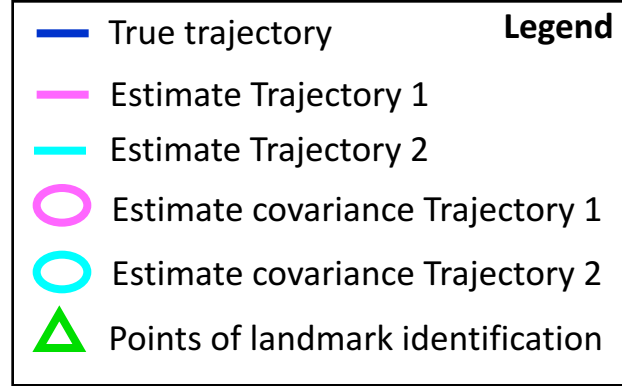 Legend
True trajectory
Estimate Trajectory 1
Estimate Trajectory 2
Estimate covariance Trajectory 1
Estimate covariance Trajectory 2
Points of landmark identification